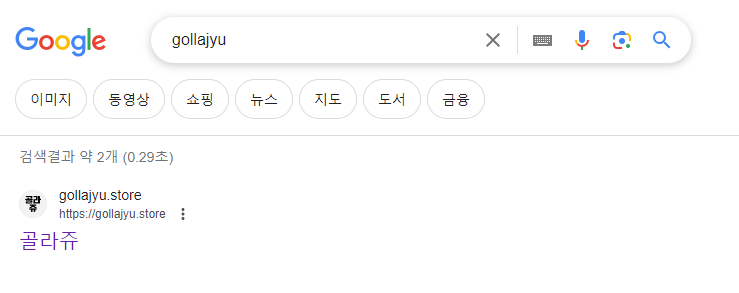 Google
gollajyu
이미지
동영상
쇼핑
뉴스
지도
도서
금융
검색결과 약 2개 (0.29초)
골라
쥬
gollajyu.store
https://gollajyu.store
골라쥬